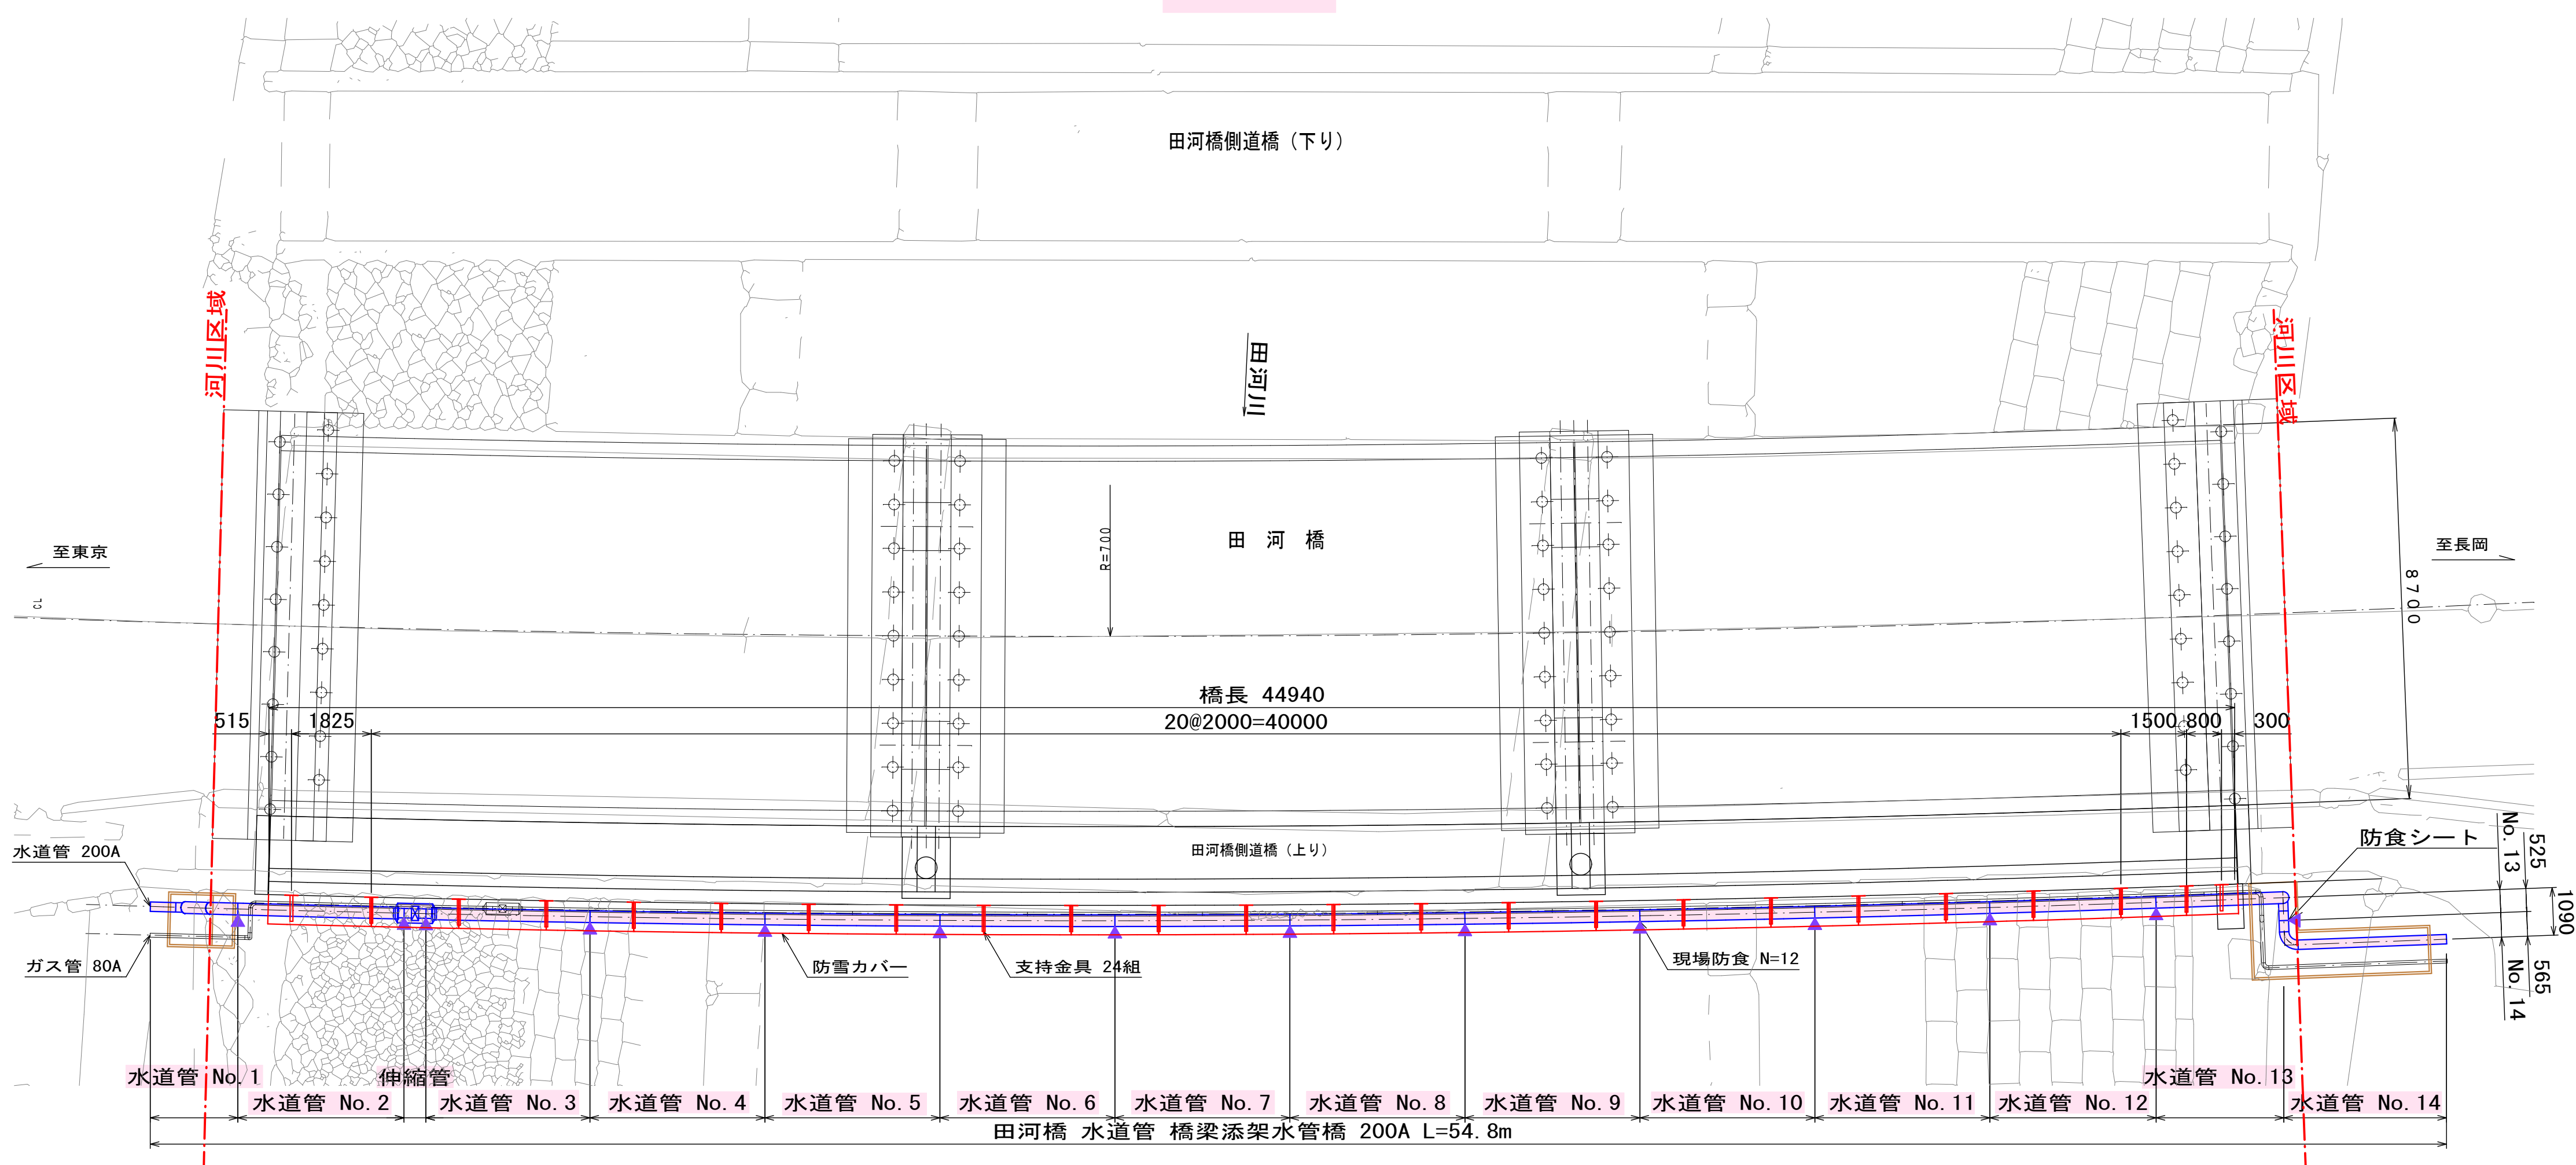 田河橋側道橋（下り）
河川区域
河川区域
田河川
R=700
田 河 橋
至東京
至長岡
CL
8700
橋長 44940
515
1825
20@2000=40000
1500
800
300
水道管 200A
田河橋側道橋（上り）
防食シート
No.13
525
1090
ガス管 80A
防雪カバー
支持金具 24組
現場防食 N=12
565
No.14
水道管 No.1
伸縮管
水道管 No.13
水道管 No.2
水道管 No.3
水道管 No.4
水道管 No.5
水道管 No.6
水道管 No.7
水道管 No.8
水道管 No.9
水道管 No.10
水道管 No.11
水道管 No.12
水道管 No.14
田河橋 水道管 橋梁添架水管橋 200A L=54.8m